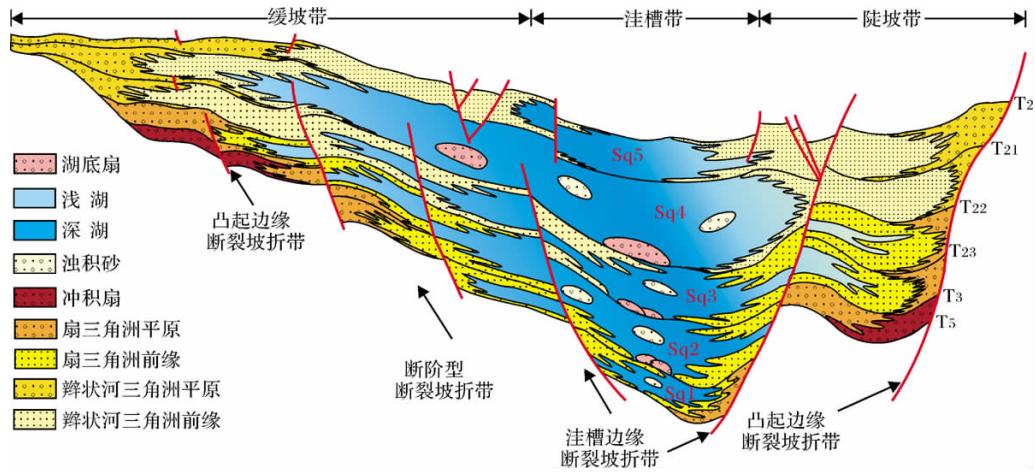 缓坡带
洼槽带
陡坡带
T2
T21
T22
T23
T3
T5
Sq5
Sq4
Sq3
Sq2
Sq1
湖底扇
浅 湖
深 湖
浊积砂
冲积扇
扇三角洲平原
扇三角洲前缘
辫状河三角洲平原
辫状河三角洲前缘
凸起边缘
断裂坡折带
断阶型
断裂坡折带
洼槽边缘
断裂坡折带
凸起边缘
断裂坡折带